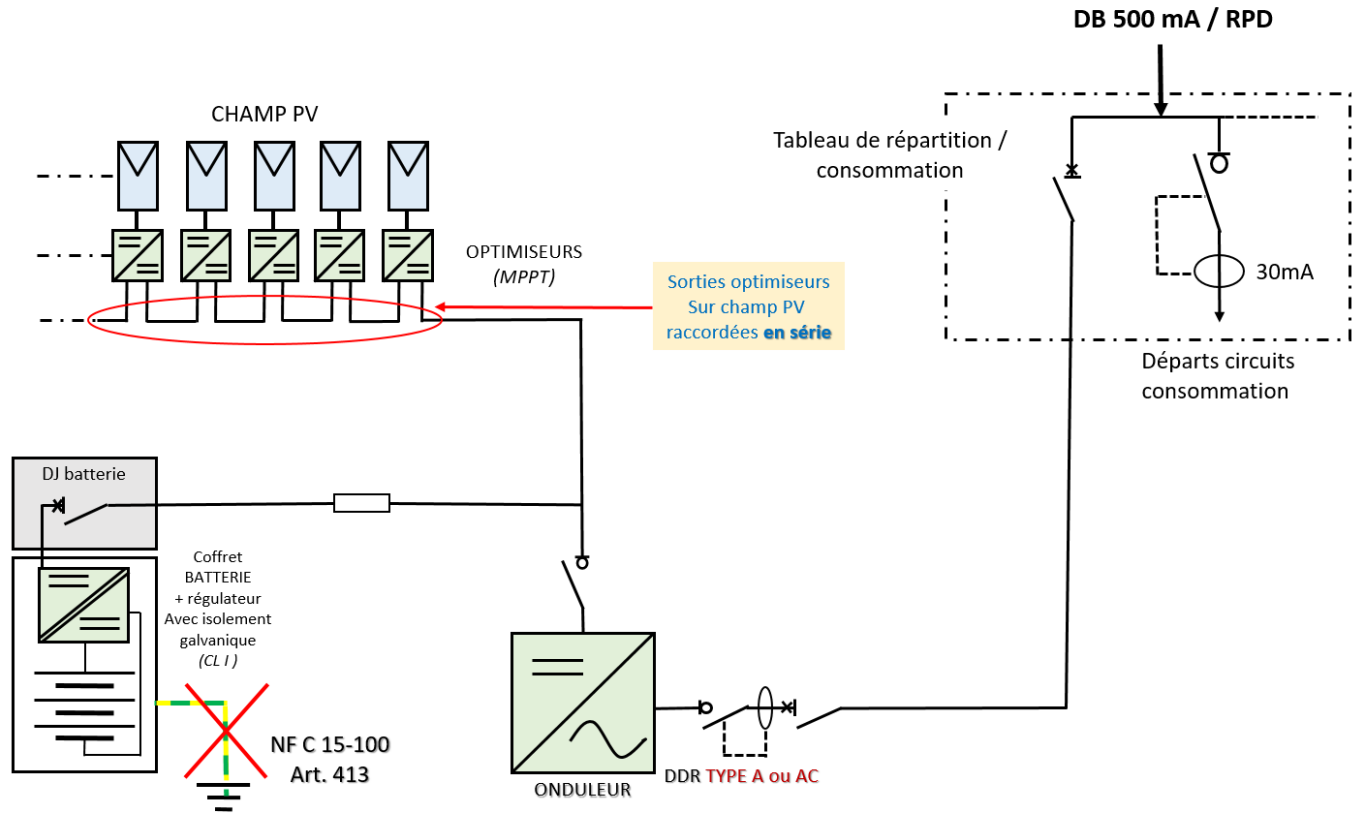 DB 500 mA / RPD
CHAMP PV
Tableau de répartition /
consommation
OPTIMISEURS
(MPPT)
Sorties optimiseurs
Sur champ PV
raccordées en série
30mA
Départs circuits
consommation
DJ batterie
Coffret
BATTERIE
+ régulateur
Avec isolement
galvanique
(CL I )
NF C 15-100
Art. 413
ONDULEUR
DDR TYPE A ou AC